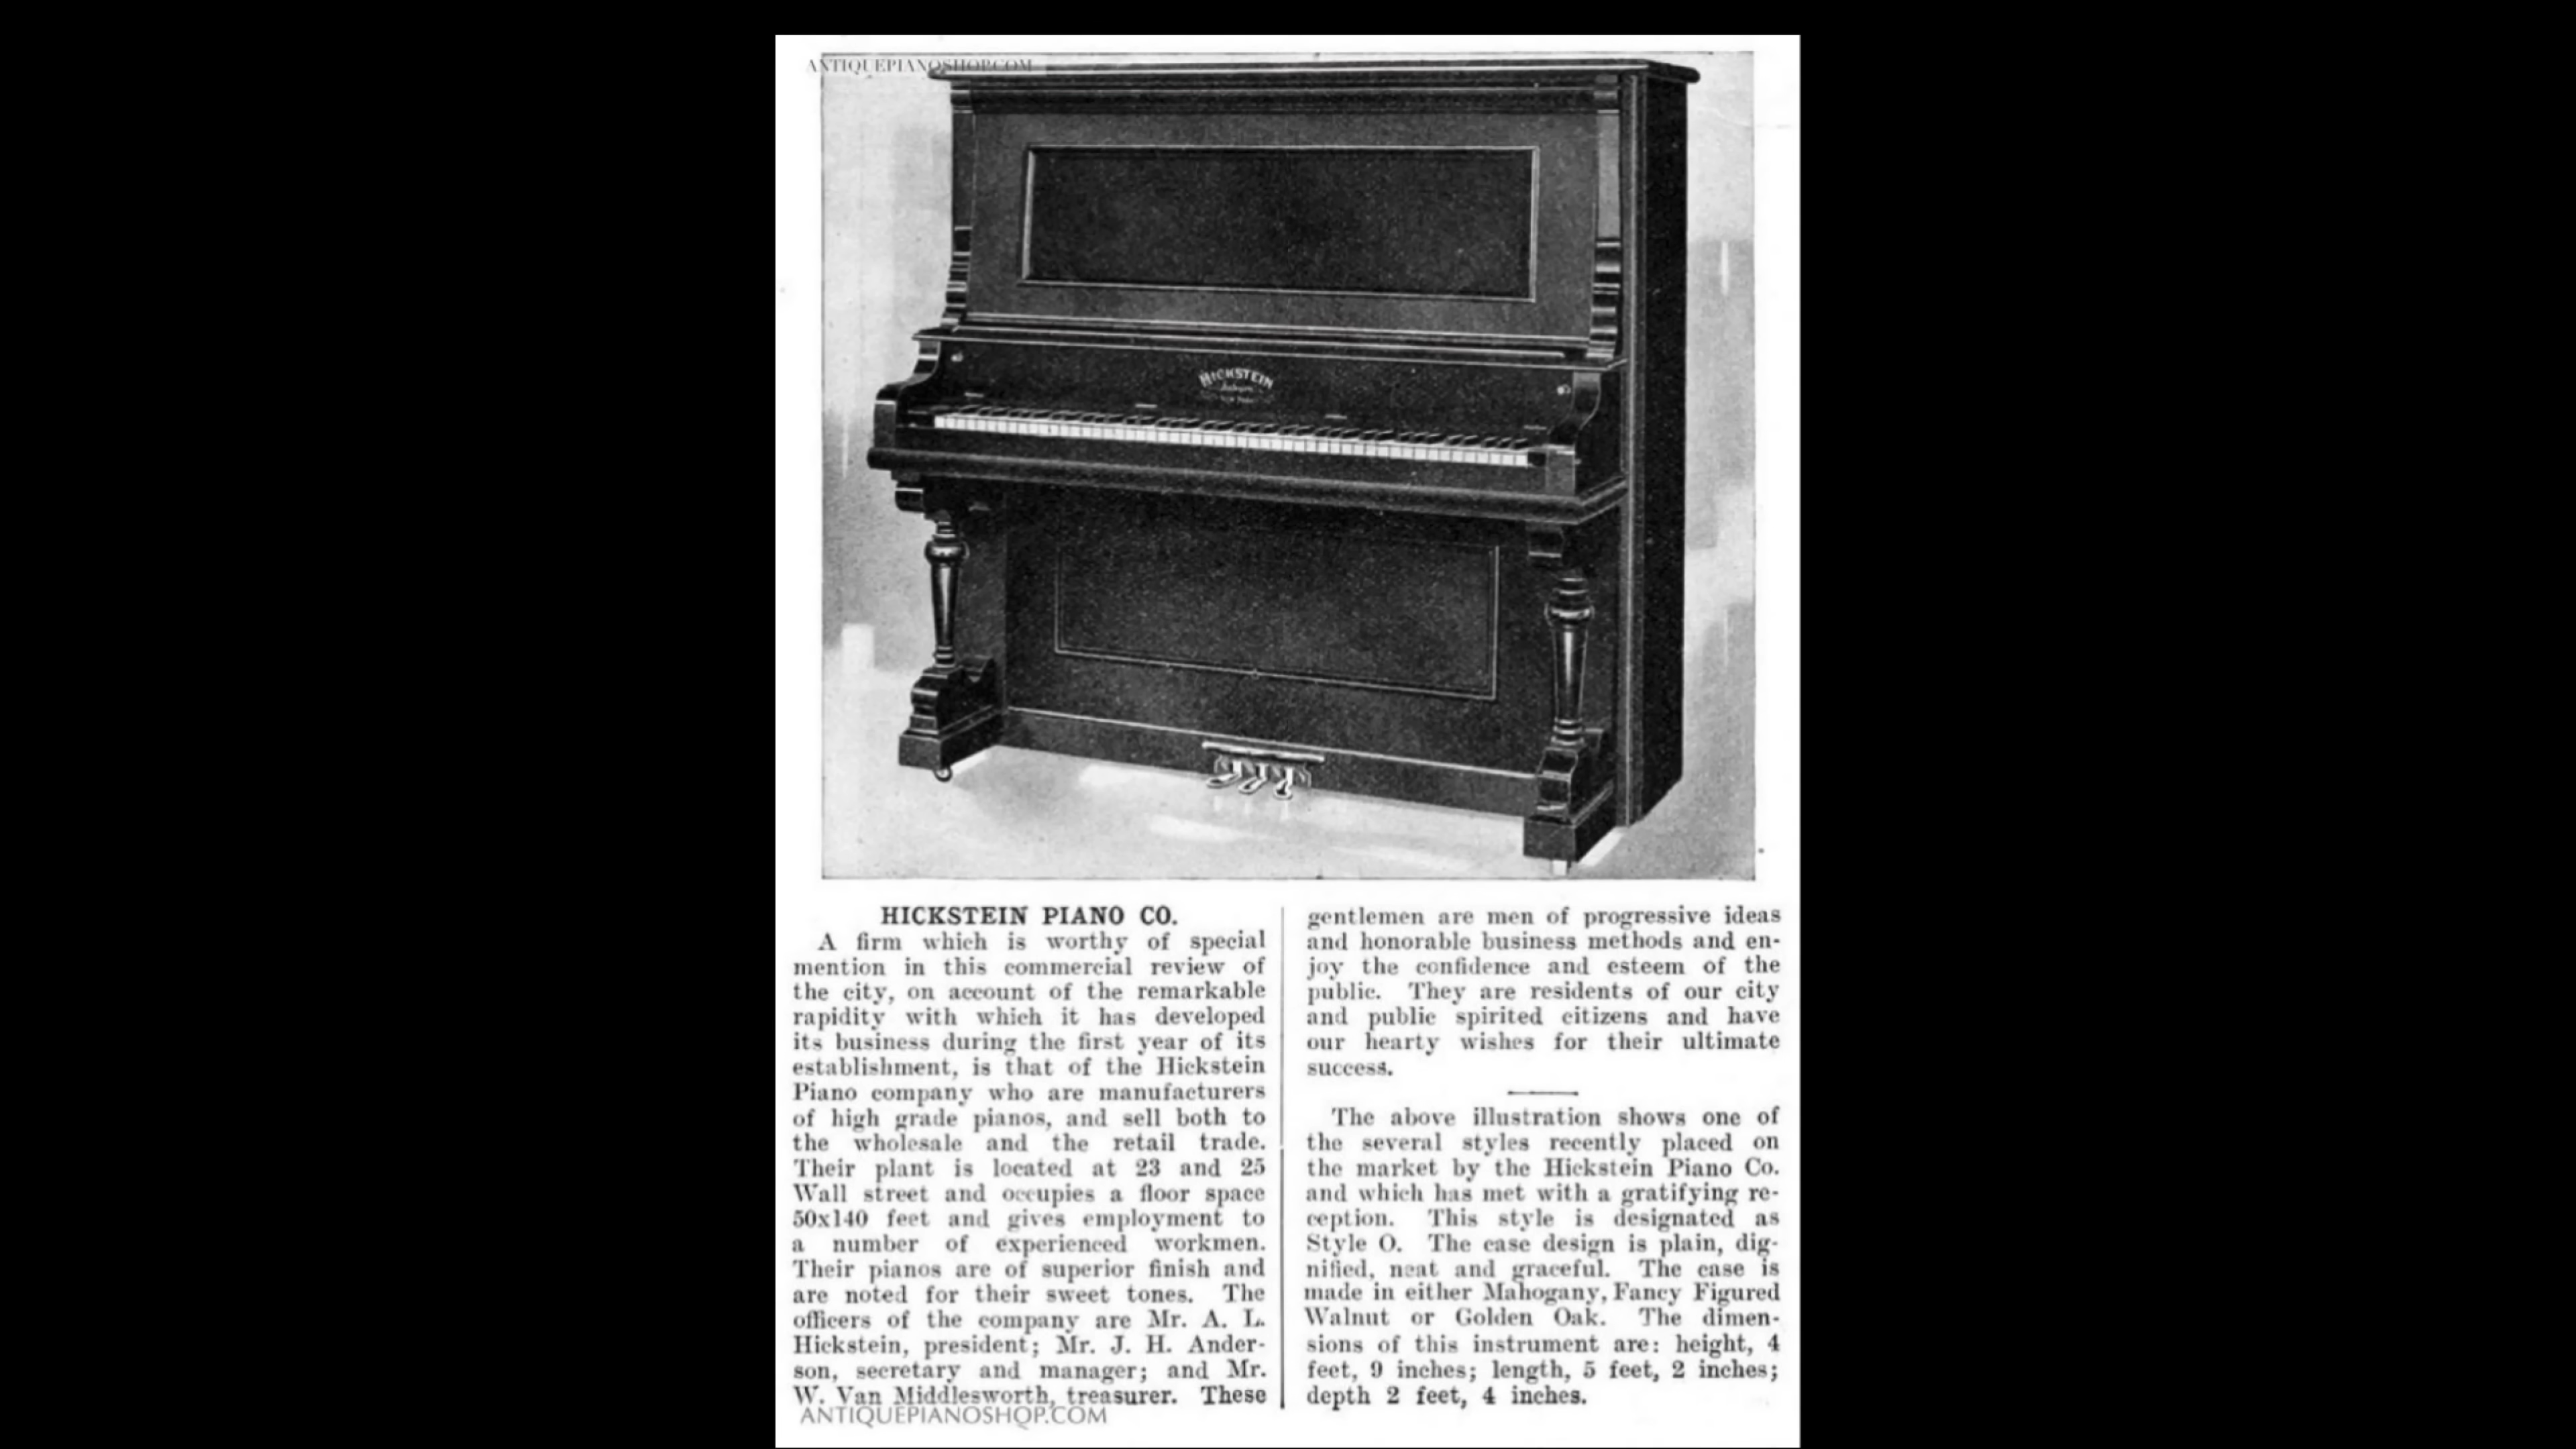 ANTIQUEPIANOSHOP.COM
HICKSTEIN
Auburn
New York
HICKSTEIN PIANO CO.
A firm which is worthy of special
mention in this commercial review of
the city, on account of the remarkable
rapidity with which it has developed
its business during the first year of its
establishment, is that of the Hickstein
Piano company who are manufacturers
of high grade pianos, and sell both to
the wholesale and the retail trade.
Their plant is located at 23 and 25
Wall street and occupies a floor space
50x140 feet and gives employment to
a number of experienced workmen.
Their pianos are of superior finish and
are noted for their sweet tones. The
officers of the company are Mr. A. L.
Hickstein, president; Mr. J. H. Ander-
son, secretary and manager; and Mr.
W. Van Middlesworth, treasurer. These
gentlemen are men of progressive ideas
and honorable business methods and en-
joy the confidence and esteem of the
public. They are residents of our city
and public spirited citizens and have
our hearty wishes for their ultimate
success.
The above illustration shows one of
the several styles recently placed on
the market by the Hickstein Piano Co.
and which has met with a gratifying re-
ception. This style is designated as
Style O. The case design is plain, dig-
nified, neat and graceful. The case is
made in either Mahogany, Fancy Figured
Walnut or Golden Oak. The dimen-
sions of this instrument are: height, 4
feet, 9 inches; length, 5 feet, 2 inches;
depth 2 feet, 4 inches.
ANTIQUEPIANOSHOP.COM